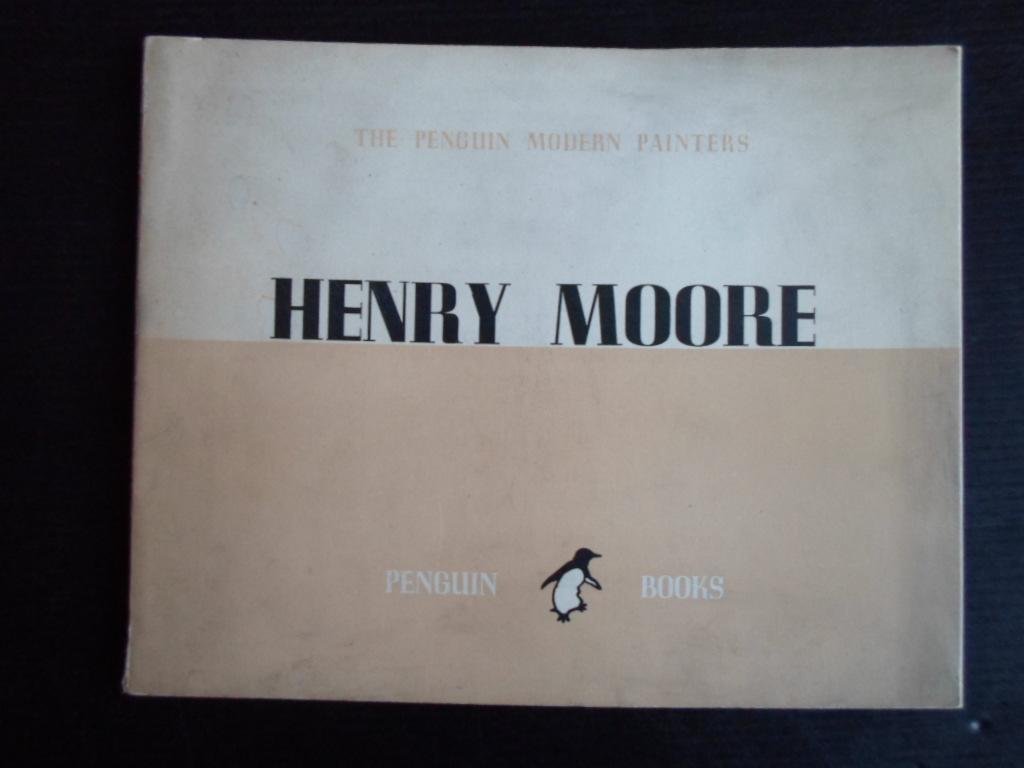 THE PENGUIN MODERN PAINTERS
HENRY MOORE
PENGUIN BOOKS